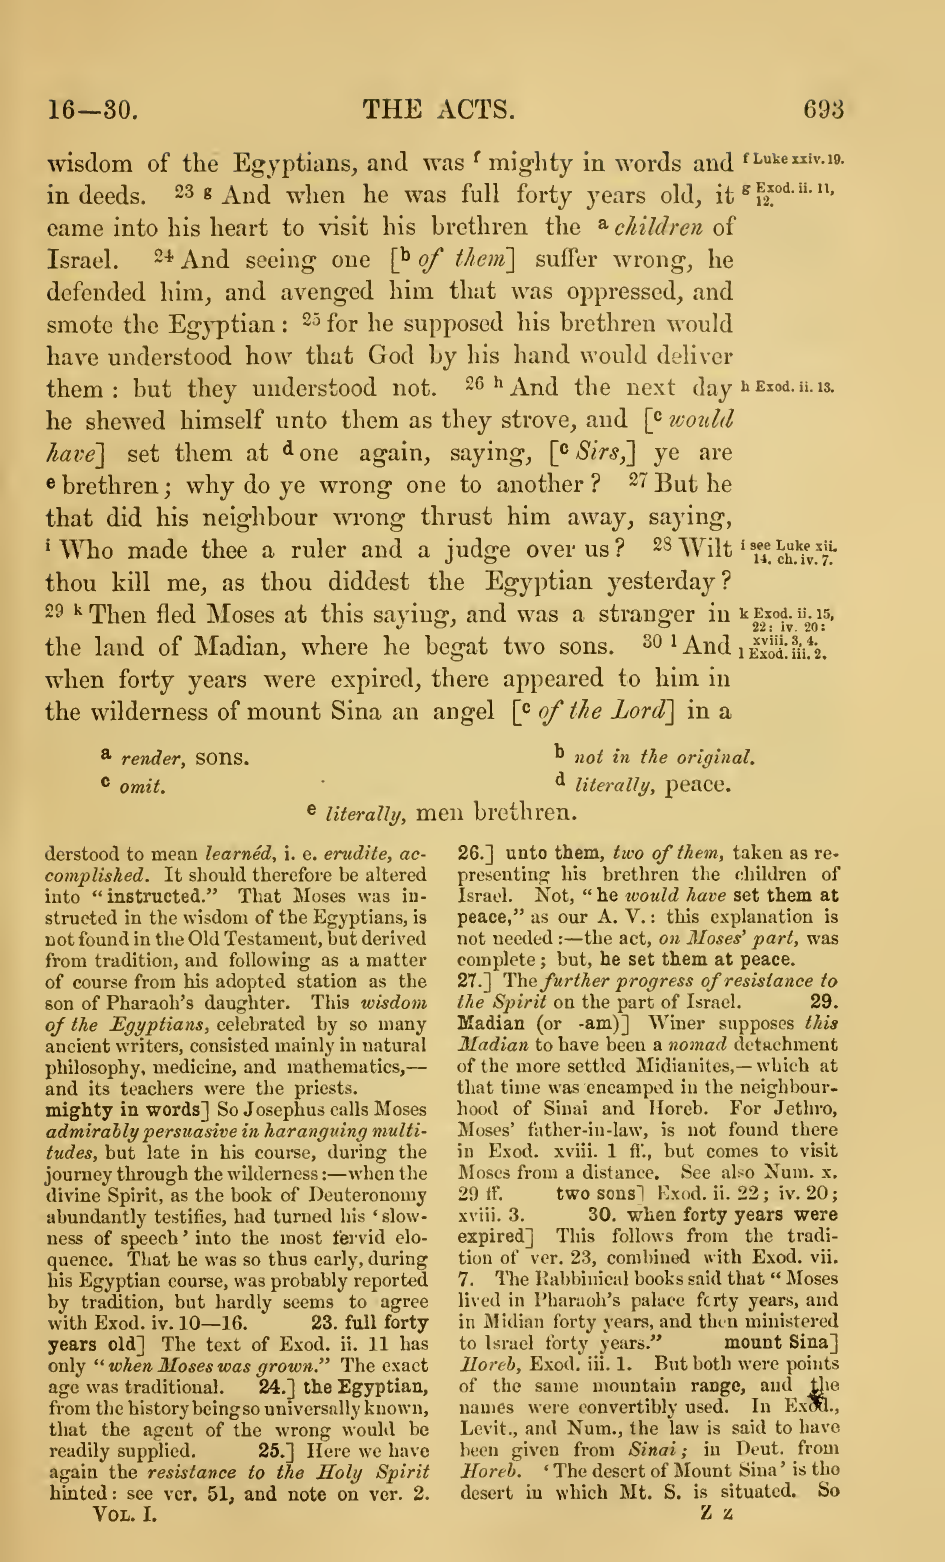 16—30.
THE ACTS.
693
wisdom of the Egyptians, and was f mighty in words and
in deeds. 23 g And when he was full forty years old, it
came into his heart to visit his brethren the a children of
Israel. 24 And seeing one [b of them] suffer wrong, he
defended him, and avenged him that was oppressed, and
smote the Egyptian : 25 for he supposed his brethren would
have understood how that God by his hand would deliver
them : but they understood not. 26 h And the next day
he shewed himself unto them as they strove, and [c would
have] set them at d one again, saying, [c Sirs,] ye are
e brethren ; why do ye wrong one to another ? 27 But he
that did his neighbour wrong thrust him away, saying,
i Who made thee a ruler and a judge over us ? 28 Wilt
thou kill me, as thou diddest the Egyptian yesterday ?
29 k Then fled Moses at this saying, and was a stranger in
the land of Madian, where he begat two sons. 30 l And
when forty years were expired, there appeared to him in
the wilderness of mount Sina an angel [c of the Lord] in a
f Luke xxiv. 19.
g Exod. ii. 11,
12.
h Exod. ii. 13.
i see Luke xii.
14. ch. iv. 7.
k Exod. ii. 15,
22: iv. 20:
xviii. 3, 4.
l Exod. iii. 2.
a render, sons.
b not in the original.
c omit.
d literally, peace.
e literally, men brethren.
derstood to mean learnéd, i. e. erudite, ac-
complished. It should therefore be altered
into “instructed.” That Moses was in-
structed in the wisdom of the Egyptians, is
not found in the Old Testament, but derived
from tradition, and following as a matter
of course from his adopted station as the
son of Pharaoh's daughter. This wisdom
of the Egyptians, celebrated by so many
ancient writers, consisted mainly in natural
philosophy, medicine, and mathematics,—
and its teachers were the priests.
mighty in words] So Josephus calls Moses
admirably persuasive in haranguing multi-
tudes, but late in his course, during the
journey through the wilderness :—when the
divine Spirit, as the book of Deuteronomy
abundantly testifies, had turned his ‘slow-
ness of speech’ into the most fervid elo-
quence. That he was so thus early, during
his Egyptian course, was probably reported
by tradition, but hardly seems to agree
with Exod. iv. 10—16. 23. full forty
years old] The text of Exod. ii. 11 has
only “when Moses was grown.” The exact
age was traditional. 24.] the Egyptian,
from the history being so universally known,
that the agent of the wrong would be
readily supplied. 25.] Here we have
again the resistance to the Holy Spirit
hinted : see ver. 51, and note on ver. 2.
VOL. I.
26.] unto them, two of them, taken as re-
presenting his brethren the children of
Israel. Not, “he would have set them at
peace,” as our A. V. : this explanation is
not needed :—the act, on Moses' part, was
complete ; but, he set them at peace.
27.] The further progress of resistance to
the Spirit on the part of Israel. 29.
Madian (or -am)] Winer supposes this
Madian to have been a nomad detachment
of the more settled Midianites,—which at
that time was encamped in the neighbour-
hood of Sinai and Horeb. For Jethro,
Moses' father-in-law, is not found there
in Exod. xviii. 1 ff., but comes to visit
Moses from a distance. See also Num. x.
29 ff. two sons] Exod. ii. 22 ; iv. 20 ;
xviii. 3. 30. when forty years were
expired] This follows from the tradi-
tion of ver. 23, combined with Exod. vii.
7. The Rabbinical books said that “Moses
lived in Pharaoh's palace forty years, and
in Midian forty years, and then ministered
to Israel forty years.” mount Sina]
Horeb, Exod. iii. 1. But both were points
of the same mountain range, and the
names were convertibly used. In Exod.,
Levit., and Num., the law is said to have
been given from Sinai ; in Deut. from
Horeb. ‘The desert of Mount Sina’ is the
desert in which Mt. S. is situated. So
Z z